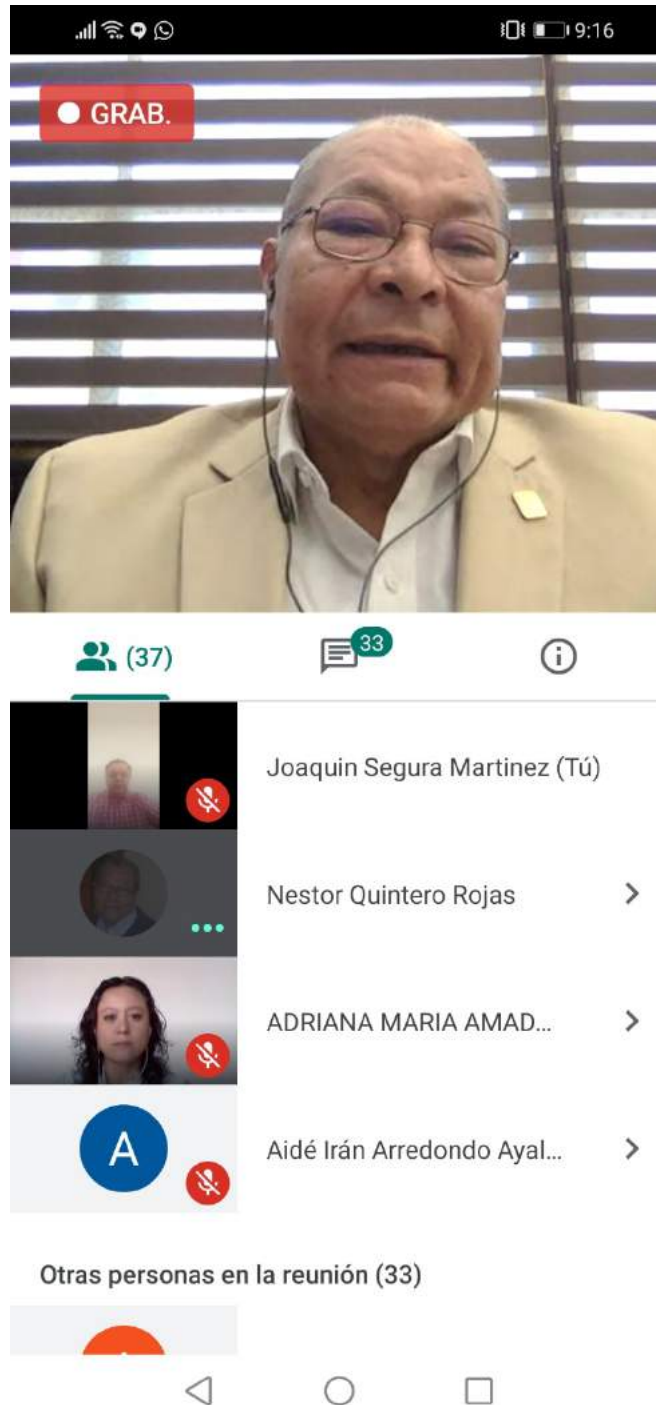 9:16
GRAB.
(37)
33
Joaquin Segura Martinez (Tú)
Nestor Quintero Rojas
ADRIANA MARIA AMAD...
A
Aidé Irán Arredondo Ayal...
Otras personas en la reunión (33)